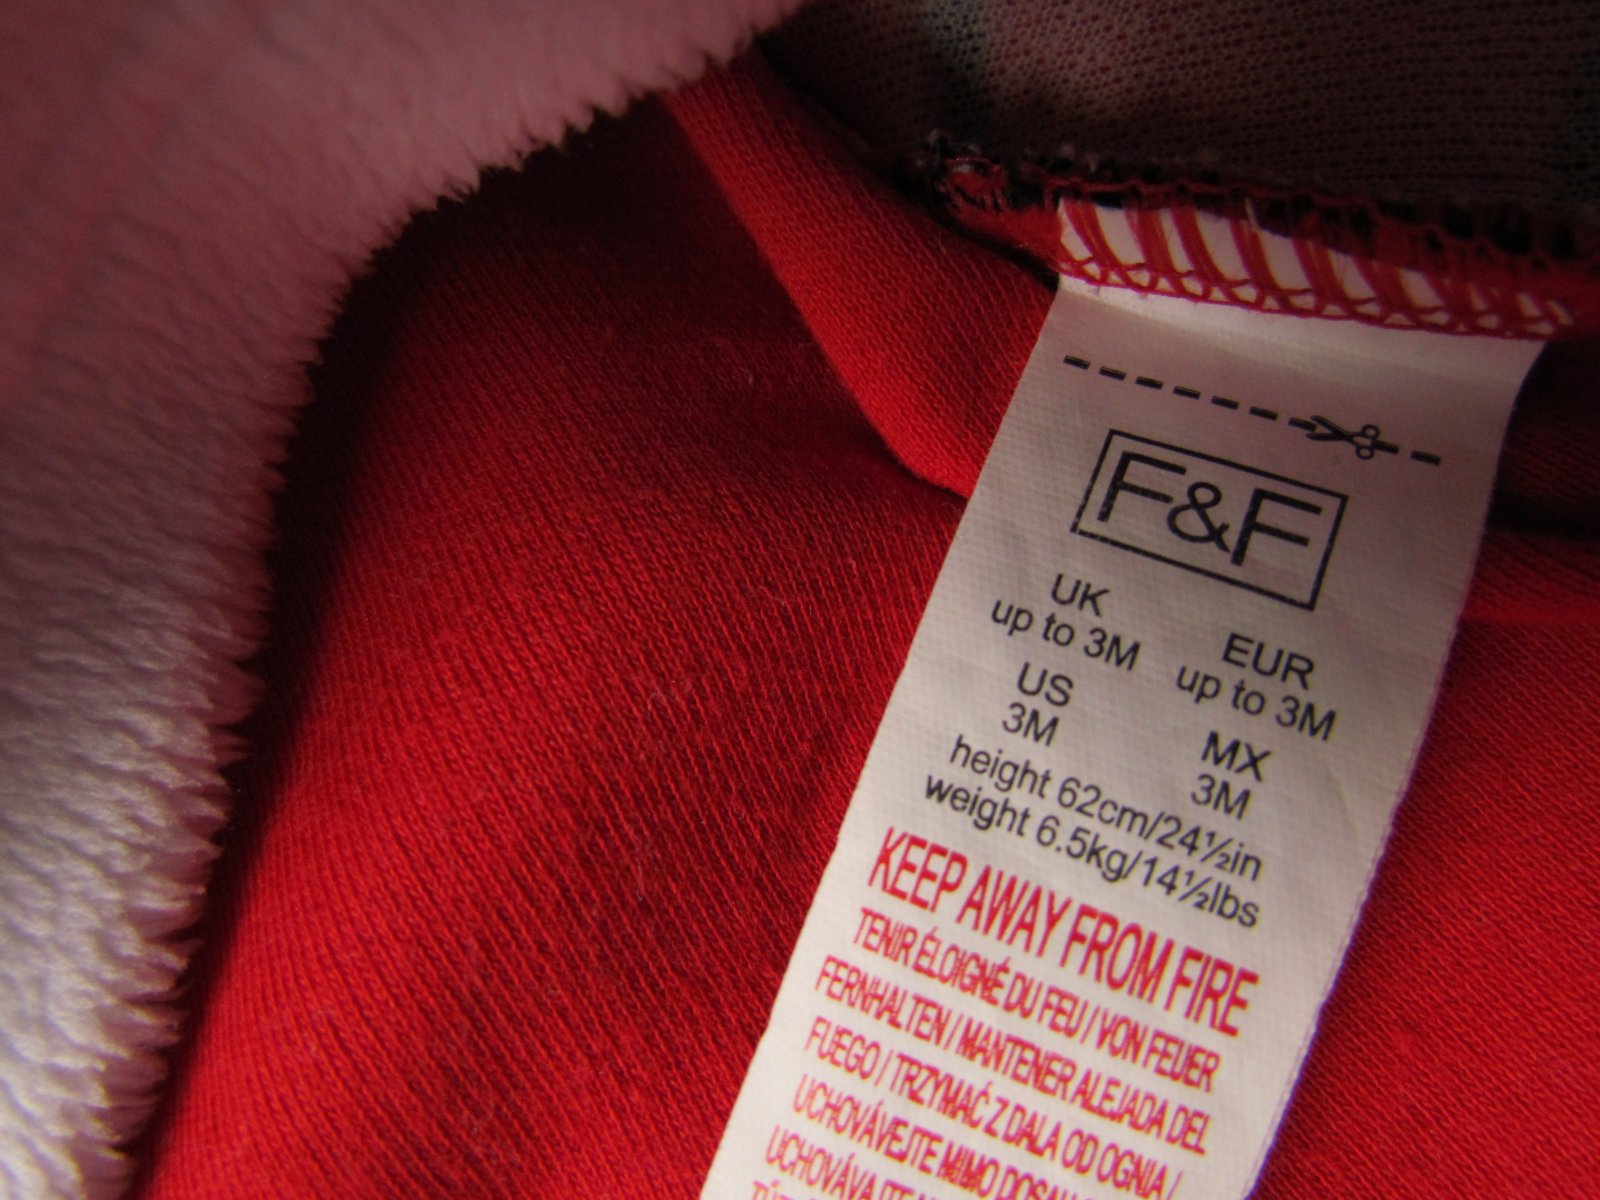 F&F
UK
up to 3M
EUR
up to 3M
US
3M
MX
3M
height 62cm/24½in
weight 6.5kg/14½lbs
KEEP AWAY FROM FIRE
TENIR ÉLOIGNÉ DU FEU / VON FEUER
FERNHALTEN / MANTENER ALEJADA DEL
FUEGO / TRZYMAĆ Z DALA OD OGNIA /
UCHOVÁVEJTE MIMO DOSAH